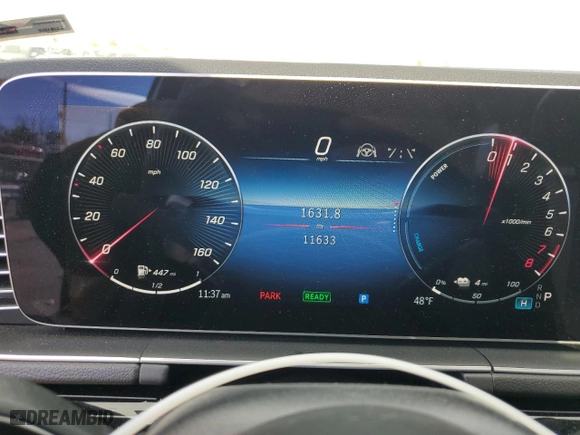 0 mph
20 40 60 80 100 120 140 160
mph
0
0 447 mi 1
1/2
11:37 am
1631.8
mi
11633
PARK READY P
POWER
CHARGE
0 1 2 3 4 5 6 7 8
x1000/min
0% 4 mi 100
50
48°F
R
N
D
P
H
DREAMBID